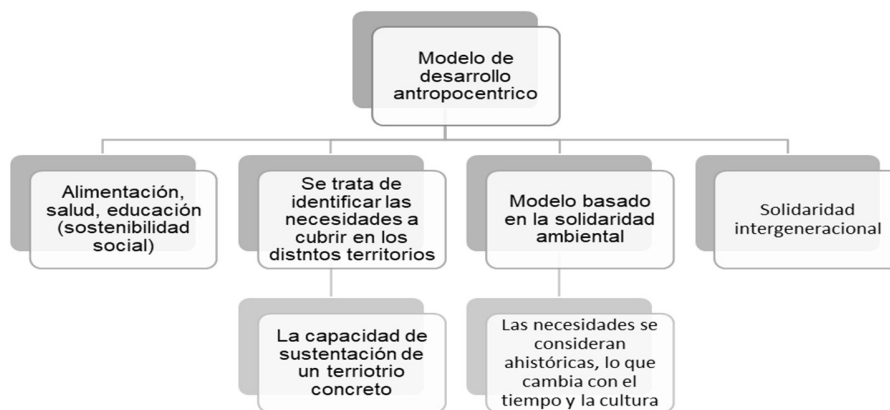 Modelo de
desarrollo
antropocentrico
Alimentación,
salud, educación
(sostenibilidad
social)
Se trata de
identificar las
necesidades a
cubrir en los
distntos territorios
Modelo basado
en la solidaridad
ambiental
Solidaridad
intergeneracional
La capacidad de
sustentación de
un terriotrio
concreto
Las necesidades se
consideran
ahistóricas, lo que
cambia con el
tiempo y la cultura